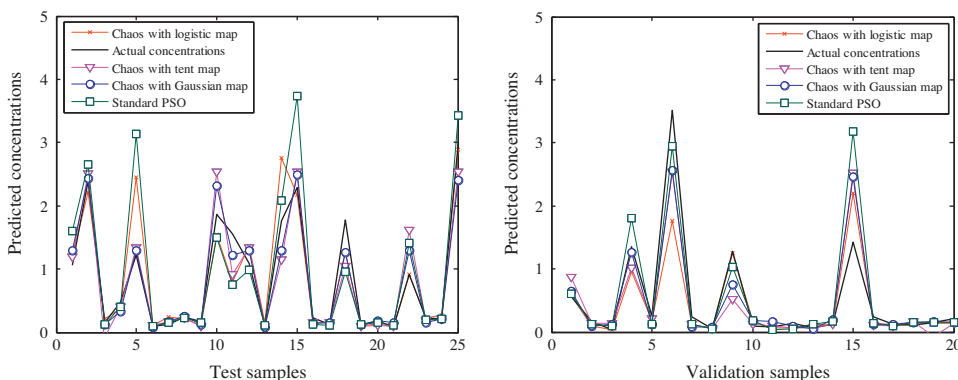 5
4
3
2
1
0
0
5
10
15
20
25
Predicted concentrations
Test samples
Chaos with logistic map
Actual concentrations
Chaos with tent map
Chaos with Gaussian map
Standard PSO
5
4
3
2
1
0
0
5
10
15
20
Predicted concentrations
Validation samples
Chaos with logistic map
Actual concentrations
Chaos with tent map
Chaos with Gaussian map
Standard PSO